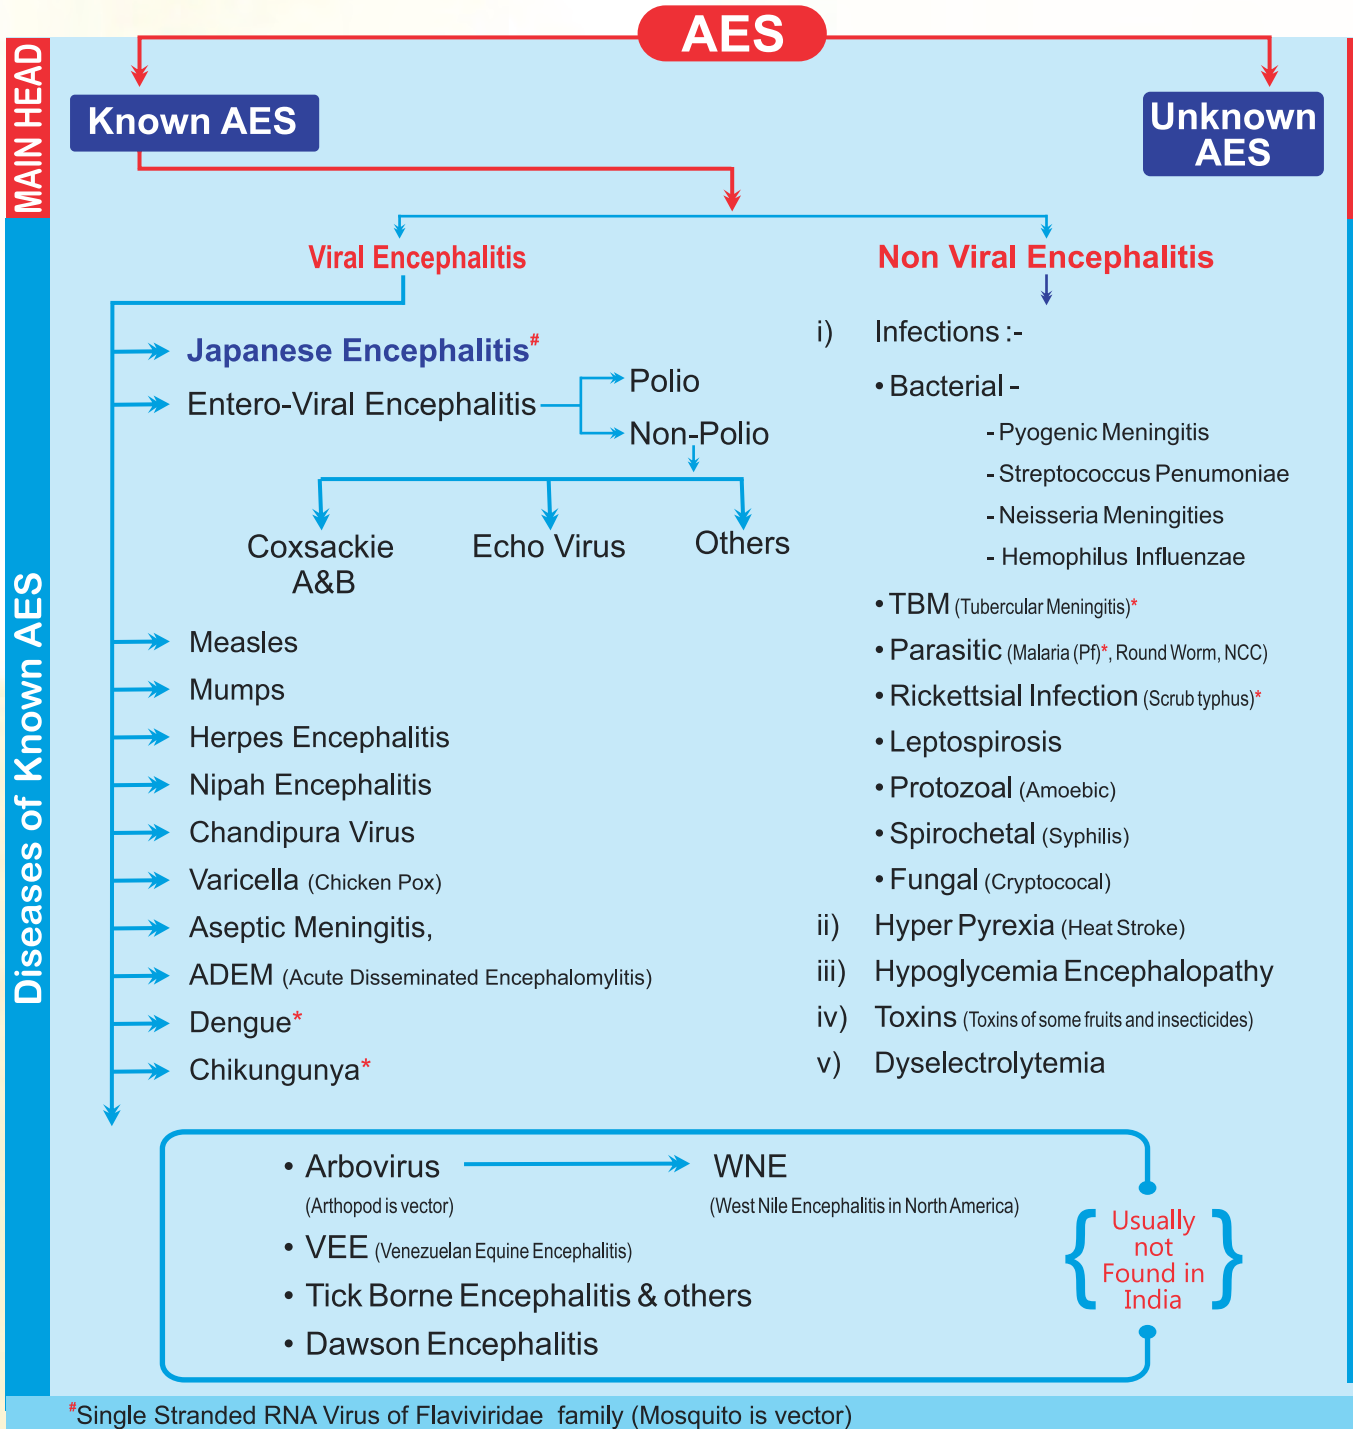 AES
MAIN HEAD
Known AES
Unknown
AES
Diseases of Known AES
Viral Encephalitis
Japanese Encephalitis#
Entero-Viral Encephalitis
Polio
Non-Polio
Coxsackie
A&B
Echo Virus
Others
Measles
Mumps
Herpes Encephalitis
Nipah Encephalitis
Chandipura Virus
Varicella (Chicken Pox)
Aseptic Meningitis,
ADEM (Acute Disseminated Encephalomylitis)
Dengue*
Chikungunya*
Non Viral Encephalitis
i) Infections :-
• Bacterial -
- Pyogenic Meningitis
- Streptococcus Penumoniae
- Neisseria Meningities
- Hemophilus Influenzae
• TBM (Tubercular Meningitis)*
• Parasitic (Malaria (Pf)*, Round Worm, NCC)
• Rickettsial Infection (Scrub typhus)*
• Leptospirosis
• Protozoal (Amoebic)
• Spirochetal (Syphilis)
• Fungal (Cryptococal)
ii) Hyper Pyrexia (Heat Stroke)
iii) Hypoglycemia Encephalopathy
iv) Toxins (Toxins of some fruits and insecticides)
v) Dyselectrolytemia
• Arbovirus
(Arthopod is vector)
WNE
(West Nile Encephalitis in North America)
• VEE (Venezuelan Equine Encephalitis)
• Tick Borne Encephalitis & others
• Dawson Encephalitis
{ Usually }
not
Found in
India
#Single Stranded RNA Virus of Flaviviridae family (Mosquito is vector)